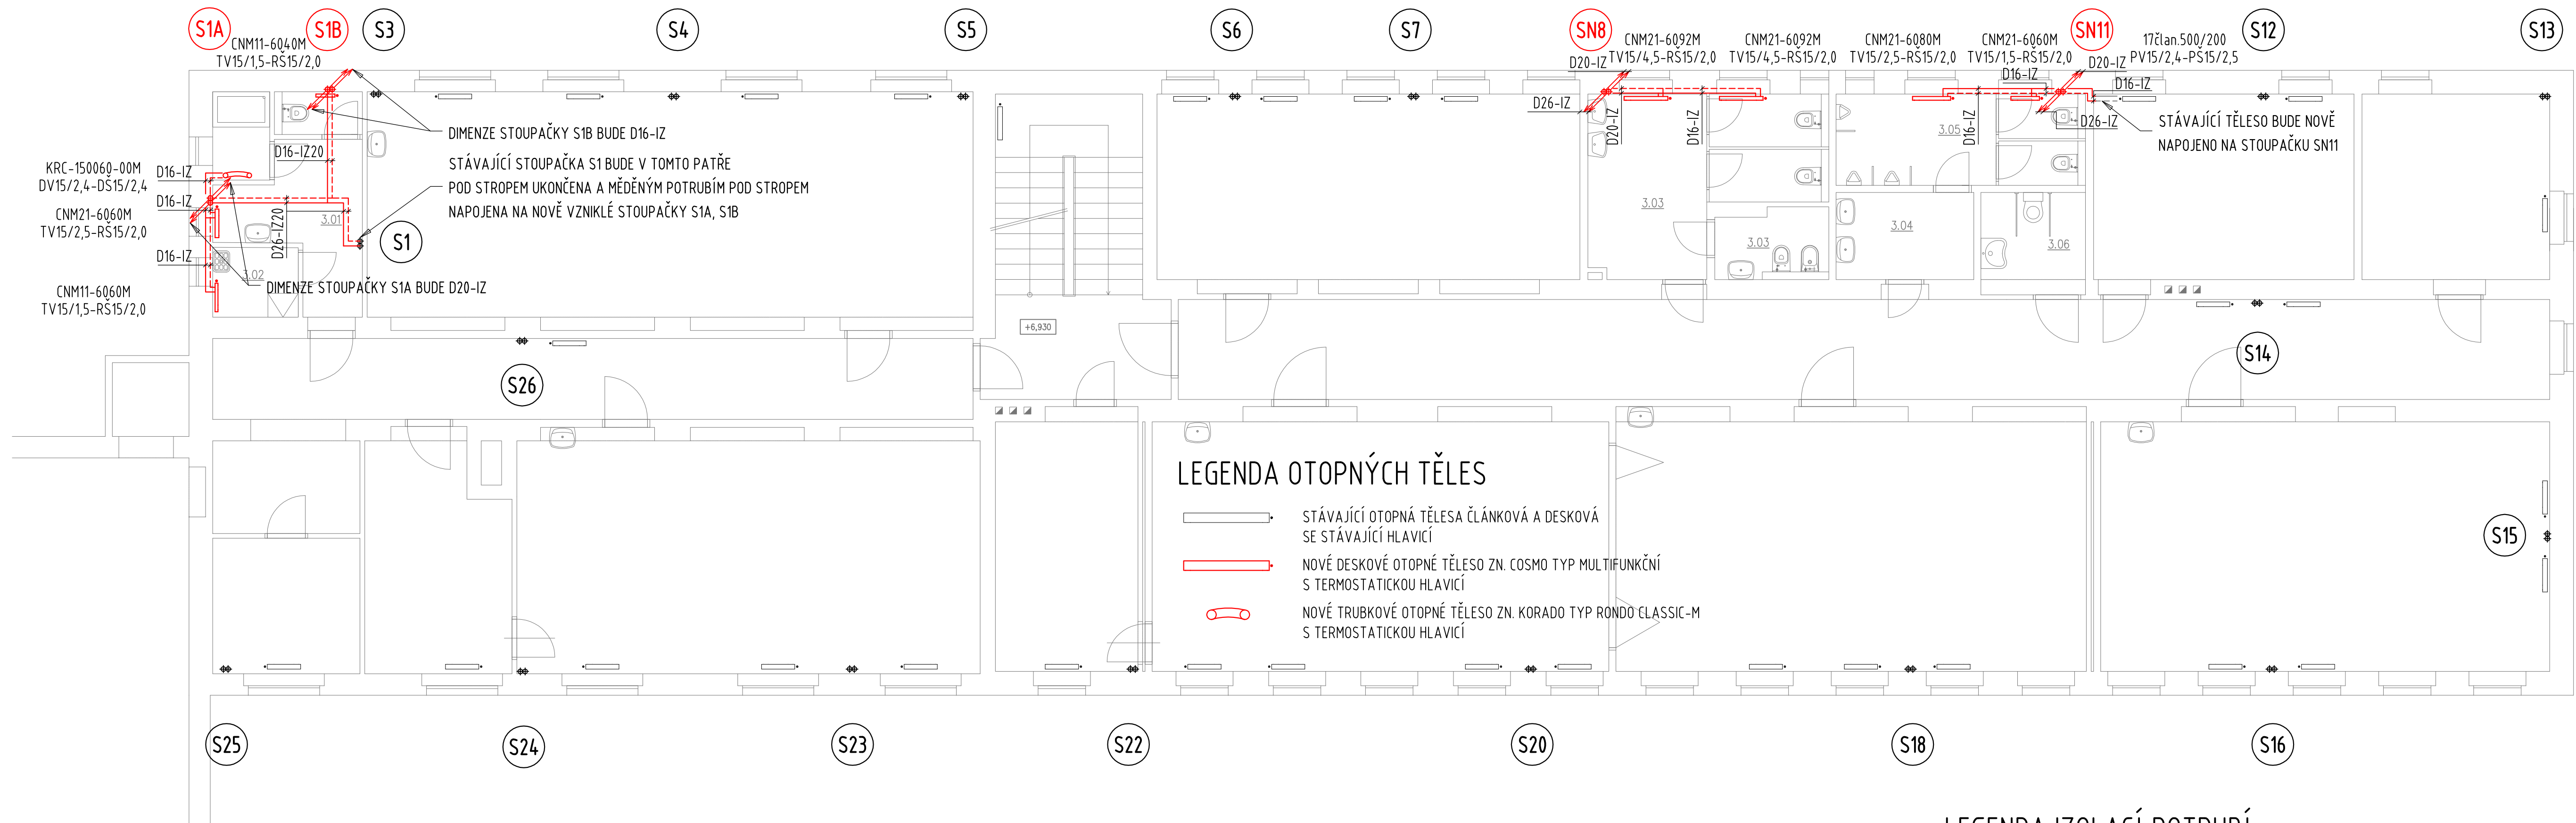 S1A
S1B
S3
S4
S5
S6
S7
SN8
SN11
S12
S13
CNM11-6040M
TV15/1,5-RŠ15/2,0
CNM21-6092M
TV15/4,5-RŠ15/2,0
CNM21-6092M
TV15/4,5-RŠ15/2,0
CNM21-6080M
TV15/2,5-RŠ15/2,0
CNM21-6060M
TV15/1,5-RŠ15/2,0
17član.500/200
PV15/2,4-PŠ15/2,5
D20-IZ
D26-IZ
D20-IZ
D16-IZ
D16-IZ
D16-IZ
D20-IZ
D16-IZ
D26-IZ
STÁVAJÍCÍ TĚLESO BUDE NOVĚ
NAPOJENO NA STOUPAČKU SN11
DIMENZE STOUPAČKY S1B BUDE D16-IZ
STÁVAJÍCÍ STOUPAČKA S1 BUDE V TOMTO PATŘE
POD STROPEM UKONČENA A MĚDĚNÝM POTRUBÍM POD STROPEM
NAPOJENA NA NOVĚ VZNIKLÉ STOUPAČKY S1A, S1B
D16-IZ20
KRC-150060-00M
DV15/2,4-DŠ15/2,4
D16-IZ
D16-IZ
CNM21-6060M
TV15/2,5-RŠ15/2,0
D26-IZ20
3.01
S1
D16-IZ
3.02
DIMENZE STOUPAČKY S1A BUDE D20-IZ
CNM11-6060M
TV15/1,5-RŠ15/2,0
3.03
3.03
3.04
3.05
3.06
+6,930
S26
S14
LEGENDA OTOPNÝCH TĚLES
STÁVAJÍCÍ OTOPNÁ TĚLESA ČLÁNKOVÁ A DESKOVÁ
SE STÁVAJÍCÍ HLAVICÍ
NOVÉ DESKOVÉ OTOPNÉ TĚLESO ZN. COSMO TYP MULTIFUNKČNÍ
S TERMOSTATICKOU HLAVICÍ
NOVÉ TRUBKOVÉ OTOPNÉ TĚLESO ZN. KORADO TYP RONDO CLASSIC-M
S TERMOSTATICKOU HLAVICÍ
S15
S25
S24
S23
S22
S20
S18
S16
LEGENDA IZOLACÍ POTRUBÍ